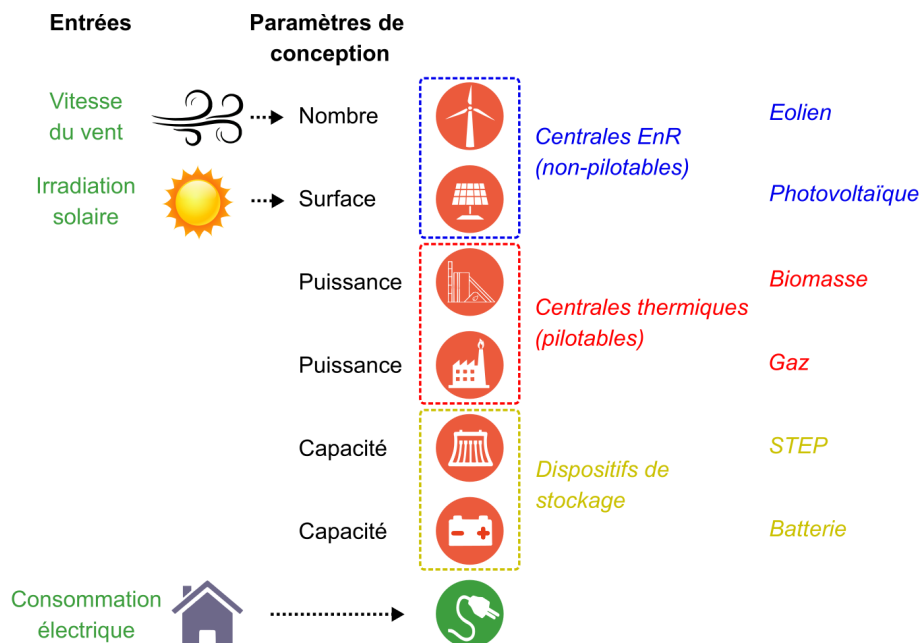 Entrées
Paramètres de
conception
Vitesse
du vent
Nombre
Centrales EnR
(non-pilotables)
Eolien
Irradiation
solaire
Surface
Photovoltaïque
Puissance
Centrales thermiques
(pilotables)
Biomasse
Puissance
Gaz
Capacité
Dispositifs de
stockage
STEP
Capacité
Batterie
Consommation
électrique